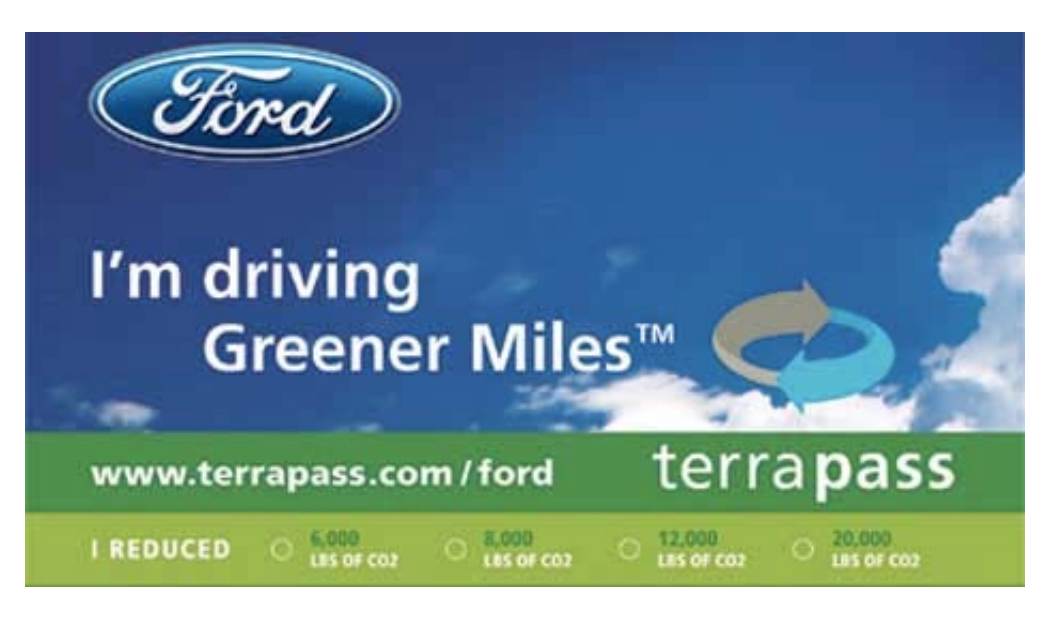 Ford
I'm driving
Greener Miles™
www.terrapass.com/ford
terrapass
I REDUCED
6,000
LBS OF CO2
8,000
LBS OF CO2
12,000
LBS OF CO2
20,000
LBS OF CO2